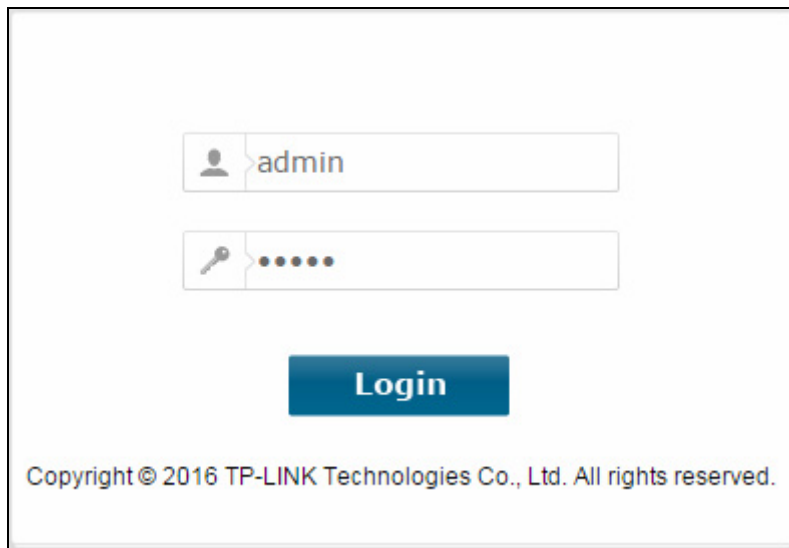 admin
•••••
Login
Copyright © 2016 TP-LINK Technologies Co., Ltd. All rights reserved.